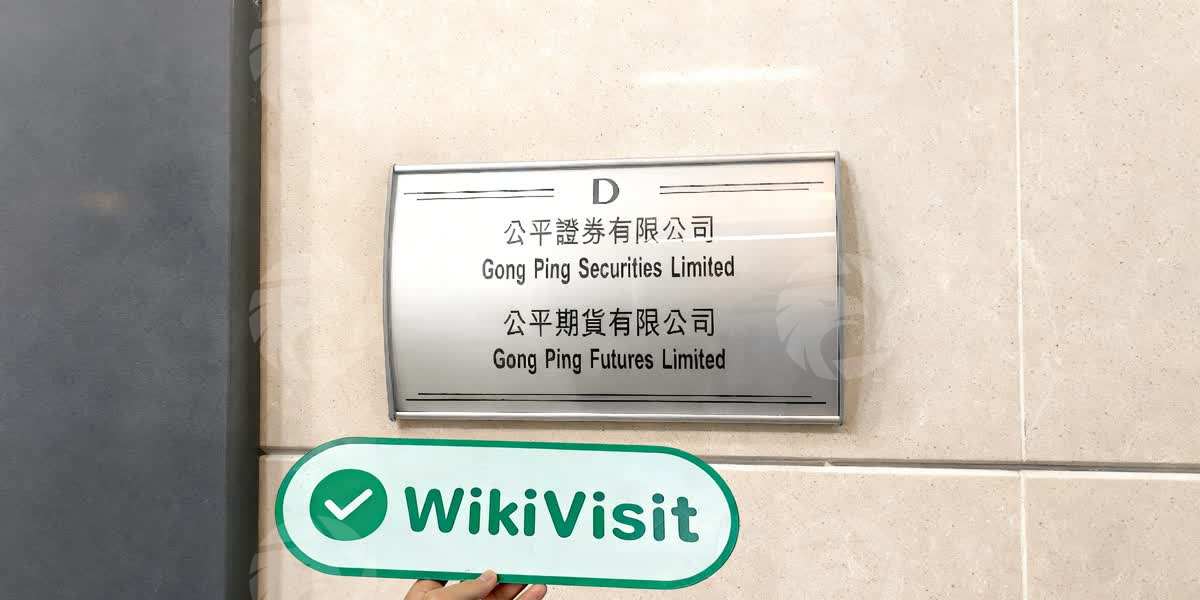 D
公平證券有限公司
Gong Ping Securities Limited
公平期貨有限公司
Gong Ping Futures Limited
WikiVisit